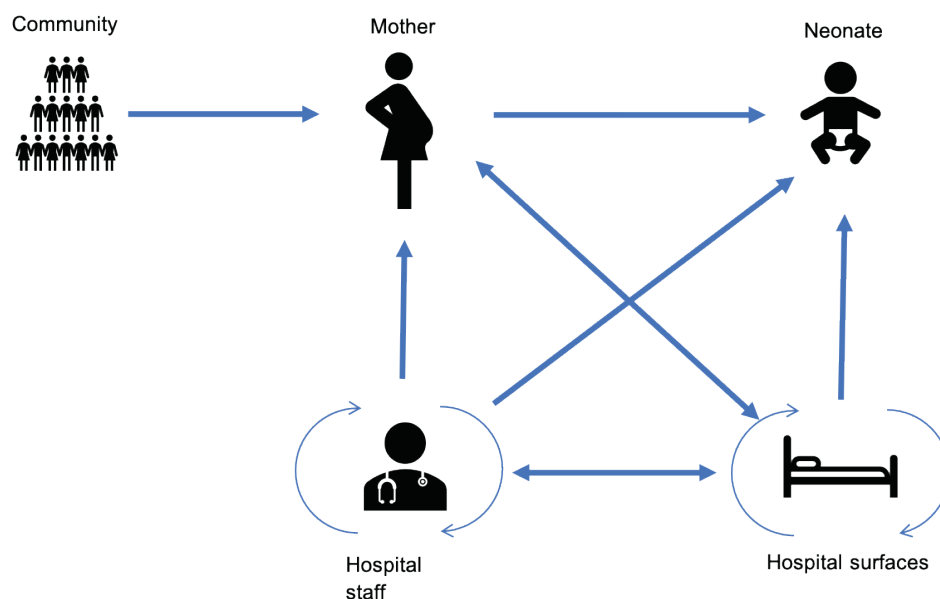 Community
Mother
Neonate
Hospital
staff
Hospital surfaces